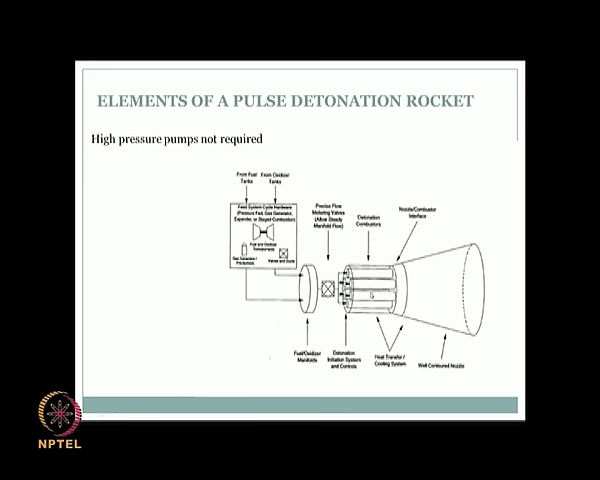 ELEMENTS OF A PULSE DETONATION ROCKET
High pressure pumps not required
From Fuel
Tanks
From Oxidizer
Tanks
Feed System Cycle Hardware
(Pressure Fed, Gas Generator,
Expander, or Staged Combustion)
Fuel and Oxidizer
Turbopumps
Gas Generator/
Preburners
Valves and Ducts
Precise Flow
Metering Valves
(Allow Steady
Manifold Flow)
Detonation
Combustors
Nozzle/Combustor
Interface
Fuel/Oxidizer
Manifolds
Detonation
Initiation System
and Controls
Heat Transfer /
Cooling System
Well Contoured Nozzle
NPTEL